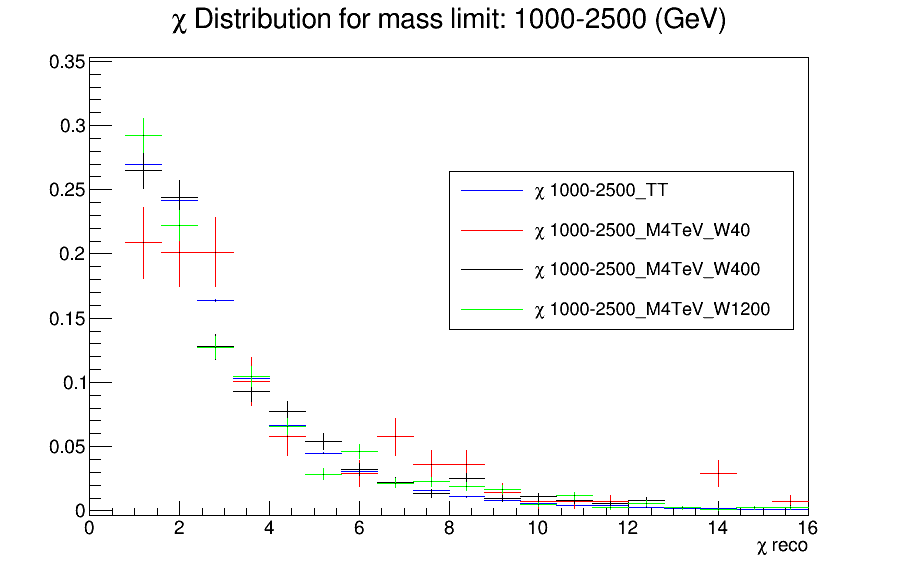 χ Distribution for mass limit: 1000-2500 (GeV)
0.35
0.3
0.25
0.2
0.15
0.1
0.05
0
χ 1000-2500_TT
χ 1000-2500_M4TeV_W40
χ 1000-2500_M4TeV_W400
χ 1000-2500_M4TeV_W1200
0 2 4 6 8 10 12 14 16
χ reco